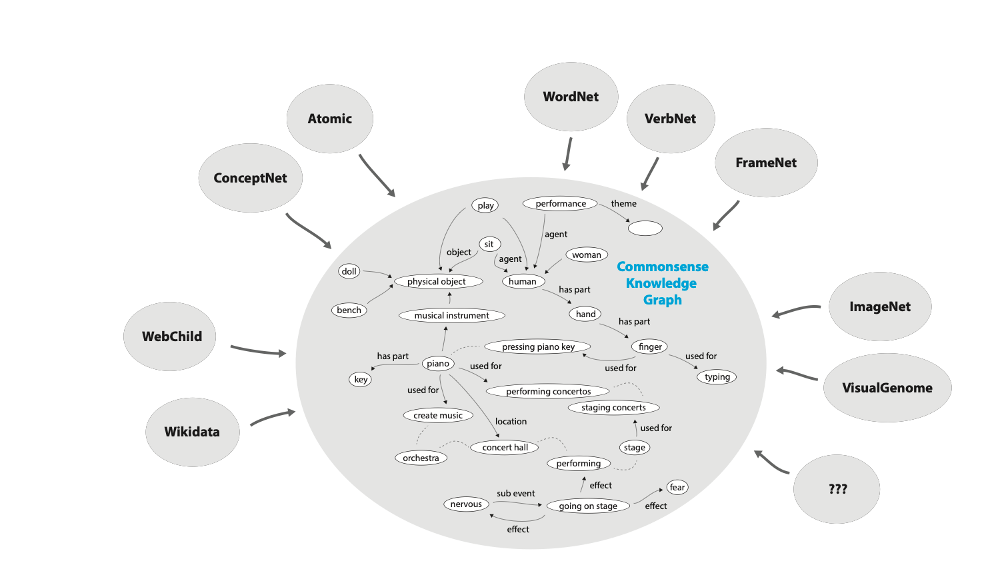 WordNet
Atomic
VerbNet
FrameNet
ConceptNet
play
performance
theme
agent
sit
object
agent
woman
Commonsense
Knowledge
Graph
doll
physical object
human
has part
bench
musical instrument
hand
has part
ImageNet
WebChild
pressing piano key
finger
has part
piano
used for
used for
used for
key
typing
VisualGenome
used for
performing concertos
staging concerts
create music
location
used for
Wikidata
concert hall
stage
orchestra
performing
effect
fear
???
sub event
nervous
going on stage
effect
effect